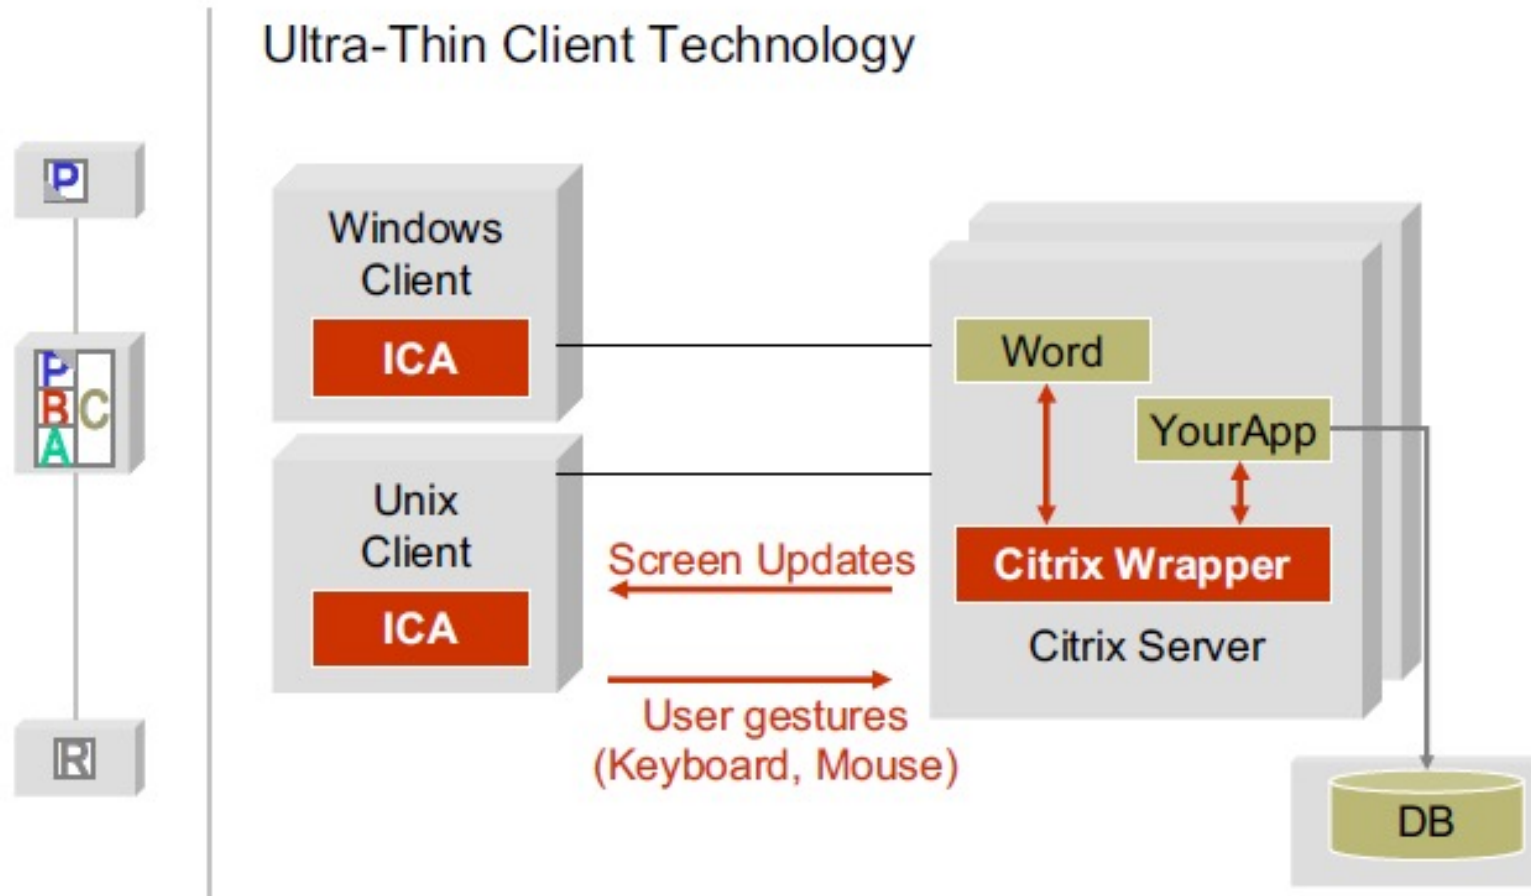 Ultra-Thin Client Technology
P
P
B
C
A
R
Windows
Client
ICA
Unix
Client
ICA
Screen Updates
User gestures
(Keyboard, Mouse)
Word
YourApp
Citrix Wrapper
Citrix Server
DB